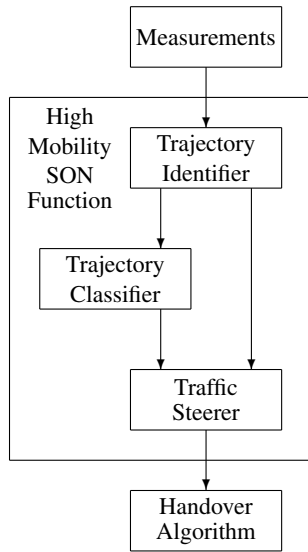 Measurements
High
Mobility
SON
Function
Trajectory
Identifier
Trajectory
Classifier
Traffic
Steerer
Handover
Algorithm